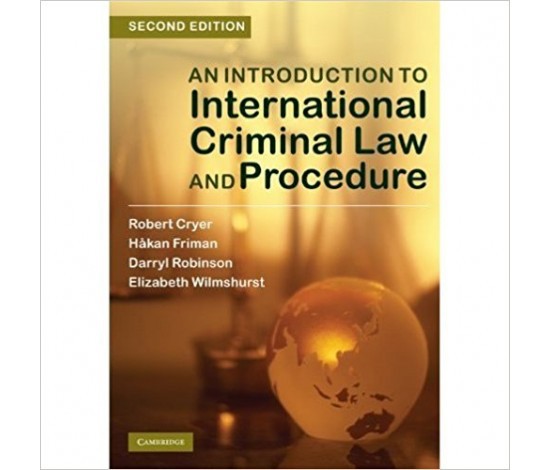 SECOND EDITION
AN INTRODUCTION TO
International
Criminal Law
AND Procedure
Robert Cryer
Håkan Friman
Darryl Robinson
Elizabeth Wilmshurst
CAMBRIDGE